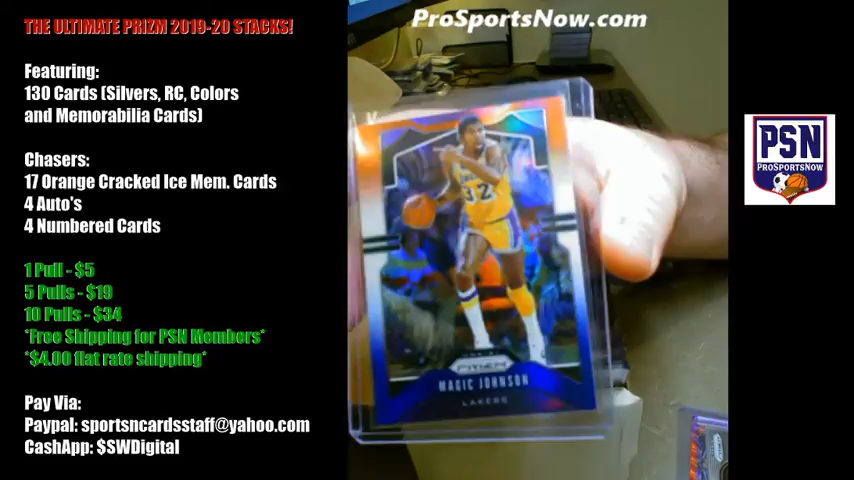 THE ULTIMATE PRIZM 2019-20 STACKS!
Featuring:
130 Cards (Silvers, RC, Colors
and Memorabilia Cards)
Chasers:
17 Orange Cracked Ice Mem. Cards
4 Auto's
4 Numbered Cards
1 Pull - $5
5 Pulls - $19
10 Pulls - $34
*Free Shipping for PSN Members*
*$4.00 flat rate shipping*
Pay Via:
Paypal: sportsncardsstaff@yahoo.com
CashApp: $SWDigital
ProSportsNow.com
32
PRIZM
MAGIC JOHNSON
LAKERS
PSN
PROSPORTSNOW